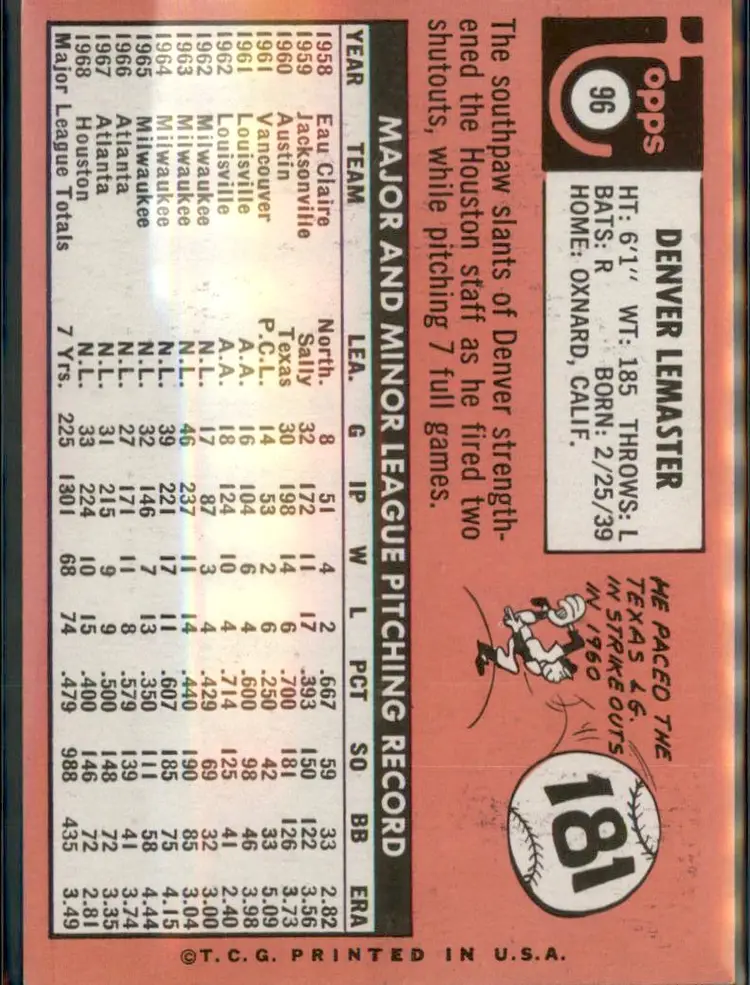 Topps
96
DENVER LEMASTER
HT: 6'1" WT: 185 THROWS: L
BATS: R BORN: 2/25/39
HOME: OXNARD, CALIF.
HE PACED THE
TEXAS LG.
IN STRIKEOUTS
IN 1960
181
The southpaw slants of Denver strength-
ened the Houston staff as he fired two
shutouts, while pitching 7 full games.
MAJOR AND MINOR LEAGUE PITCHING RECORD
YEAR TEAM LEA. G IP W L PCT SO BB ERA
1958 Eau Claire North. 8 51 4 2 .667 59 33 2.82
1959 Jacksonville Sally 32 172 11 17 .393 150 122 3.56
1960 Austin Texas 30 198 14 6 .700 181 126 3.73
1961 Vancouver P.C.L. 14 53 2 6 .250 42 33 5.09
1961 Louisville A.A. 16 104 6 4 .600 98 46 3.98
1962 Louisville A.A. 18 124 10 4 .714 125 41 2.40
1962 Milwaukee N.L. 17 87 3 4 .429 69 32 3.00
1963 Milwaukee N.L. 46 237 11 14 .440 190 85 3.04
1964 Milwaukee N.L. 39 221 17 11 .607 185 75 4.15
1965 Milwaukee N.L. 32 146 7 13 .350 111 58 4.44
1966 Atlanta N.L. 27 171 11 8 .579 139 41 3.74
1967 Atlanta N.L. 31 215 9 9 .500 148 72 3.35
1968 Houston N.L. 33 224 10 15 .400 146 72 2.81
Major League Totals 7 Yrs. 225 1301 68 74 .479 988 435 3.49
©T.C.G. PRINTED IN U.S.A.